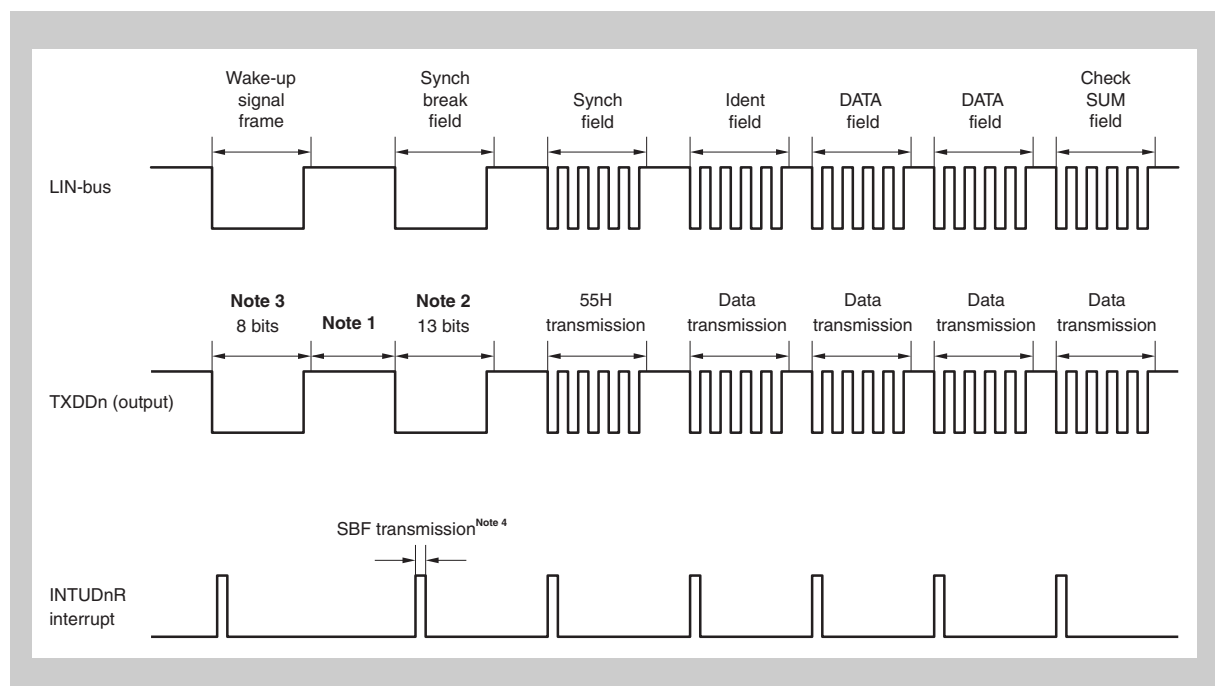 Wake-up
signal
frame
Synch
break
field
Synch
field
Ident
field
DATA
field
DATA
field
Check
SUM
field
LIN-bus
Note 3
8 bits
Note 1
Note 2
13 bits
55H
transmission
Data
transmission
Data
transmission
Data
transmission
Data
transmission
TXDDn (output)
SBF transmission Note 4
INTUDnR
interrupt